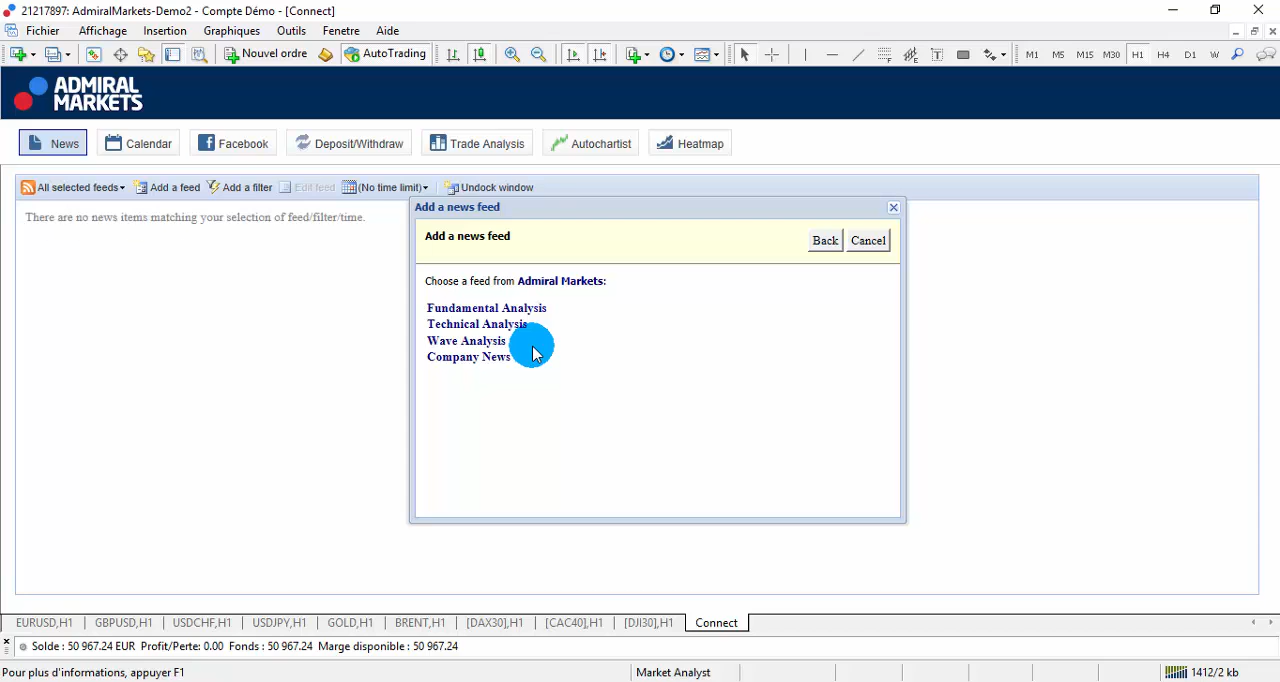 21217897: AdmiralMarkets-Demo2 - Compte Démo - [Connect]
Fichier Affichage Insertion Graphiques Outils Fenetre Aide
Nouvel ordre AutoTrading M1 M5 M15 M30 H1 H4 D1 W
ADMIRAL
MARKETS
News Calendar Facebook Deposit/Withdraw Trade Analysis Autochartist Heatmap
All selected feeds Add a feed Add a filter Edit feed (No time limit) Undock window
There are no news items matching your selection of feed/filter/time.
Add a news feed
Add a news feed
Back Cancel
Choose a feed from Admiral Markets:
Fundamental Analysis
Technical Analysis
Wave Analysis
Company News
EURUSD,H1 GBPUSD,H1 USDCHF,H1 USDJPY,H1 GOLD,H1 BRENT,H1 [DAX30],H1 [CAC40],H1 [DJI30],H1 Connect
Solde : 50 967.24 EUR Profit/Perte: 0.00 Fonds : 50 967.24 Marge disponible : 50 967.24
Pour plus d'informations, appuyer F1 Market Analyst 1412/2 kb